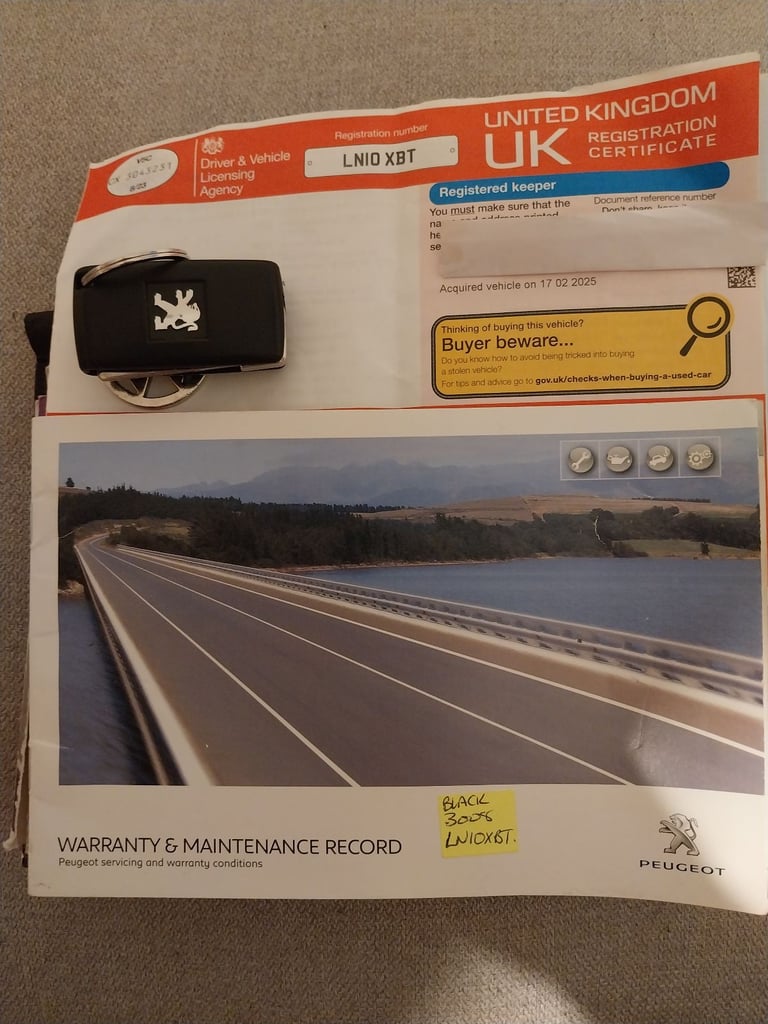 V5C
8/23
Driver & Vehicle
Licensing
Agency
Registration number
LN10 XBT
UNITED KINGDOM
UK
REGISTRATION
CERTIFICATE
Registered keeper
You must make sure that the
Document reference number
Acquired vehicle on 17 02 2025
Thinking of buying this vehicle?
Buyer beware...
Do you know how to avoid being tricked into buying
a stolen vehicle?
For tips and advice go to gov.uk/checks-when-buying-a-used-car
WARRANTY & MAINTENANCE RECORD
Peugeot servicing and warranty conditions
BLACK
3008
LN10XBT.
PEUGEOT